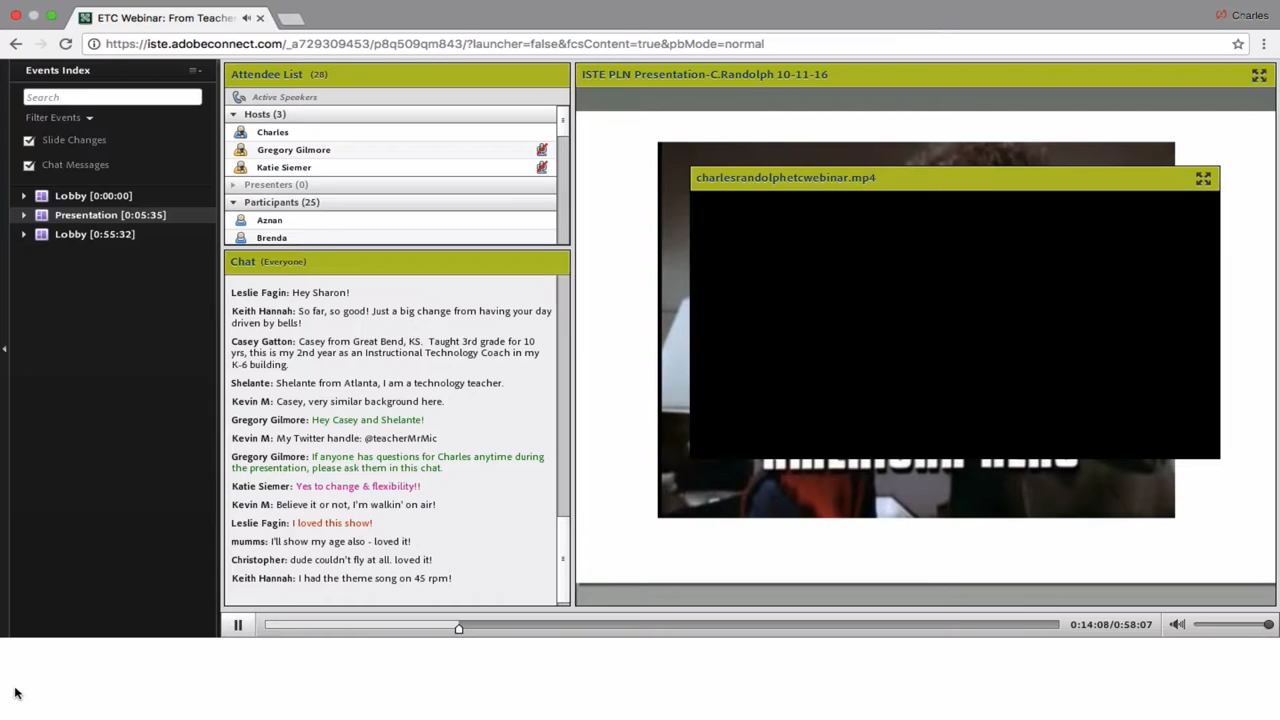 ETC Webinar: From Teacher
Charles
https://iste.adobeconnect.com/_a729309453/p8q509qm843/?launcher=false&fcsContent=true&pbMode=normal
Events Index
Search
Filter Events
Slide Changes
Chat Messages
Lobby [0:00:00]
Presentation [0:05:35]
Lobby [0:55:32]
Attendee List (28)
Active Speakers
Hosts (3)
Charles
Gregory Gilmore
Katie Siemer
Presenters (0)
Participants (25)
Aznan
Brenda
Chat (Everyone)
Leslie Fagin: Hey Sharon!
Keith Hannah: So far, so good! Just a big change from having your day
driven by bells!
Casey Gatton: Casey from Great Bend, KS. Taught 3rd grade for 10
yrs, this is my 2nd year as an Instructional Technology Coach in my
K-6 building.
Shelante: Shelante from Atlanta, I am a technology teacher.
Kevin M: Casey, very similar background here.
Gregory Gilmore: Hey Casey and Shelante!
Kevin M: My Twitter handle: @teacherMrMic
Gregory Gilmore: If anyone has questions for Charles anytime during
the presentation, please ask them in this chat.
Katie Siemer: Yes to change & flexibility!!
Kevin M: Believe it or not, I'm walkin' on air!
Leslie Fagin: I loved this show!
mumms: I'll show my age also - loved it!
Christopher: dude couldn't fly at all. loved it!
Keith Hannah: I had the theme song on 45 rpm!
ISTE PLN Presentation-C.Randolph 10-11-16
charlesrandolphetcwebinar.mp4
0:14:08/0:58:07